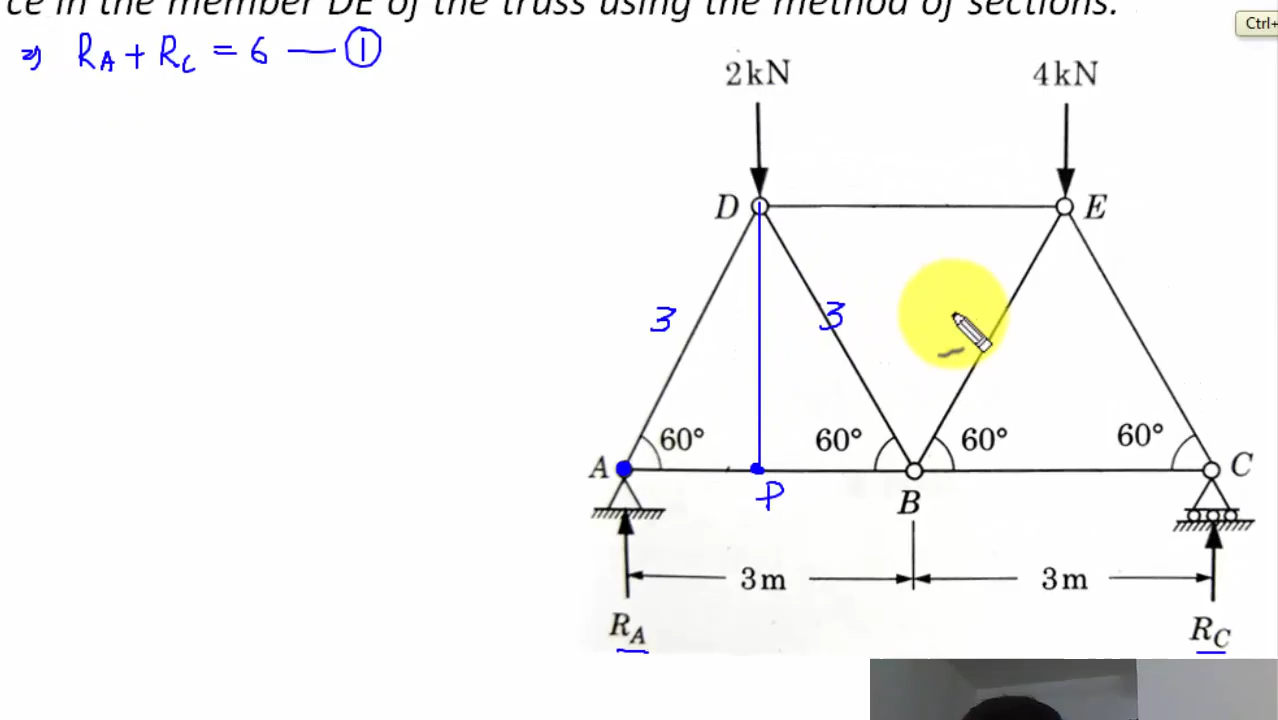 ce in the member DE of the truss using the method of sections.
Ctrl+
⇒ R_A + R_C = 6 — ①
2kN 4kN
D E
3 3
60° 60° 60° 60°
A C
P B
3m 3m
R_A R_C